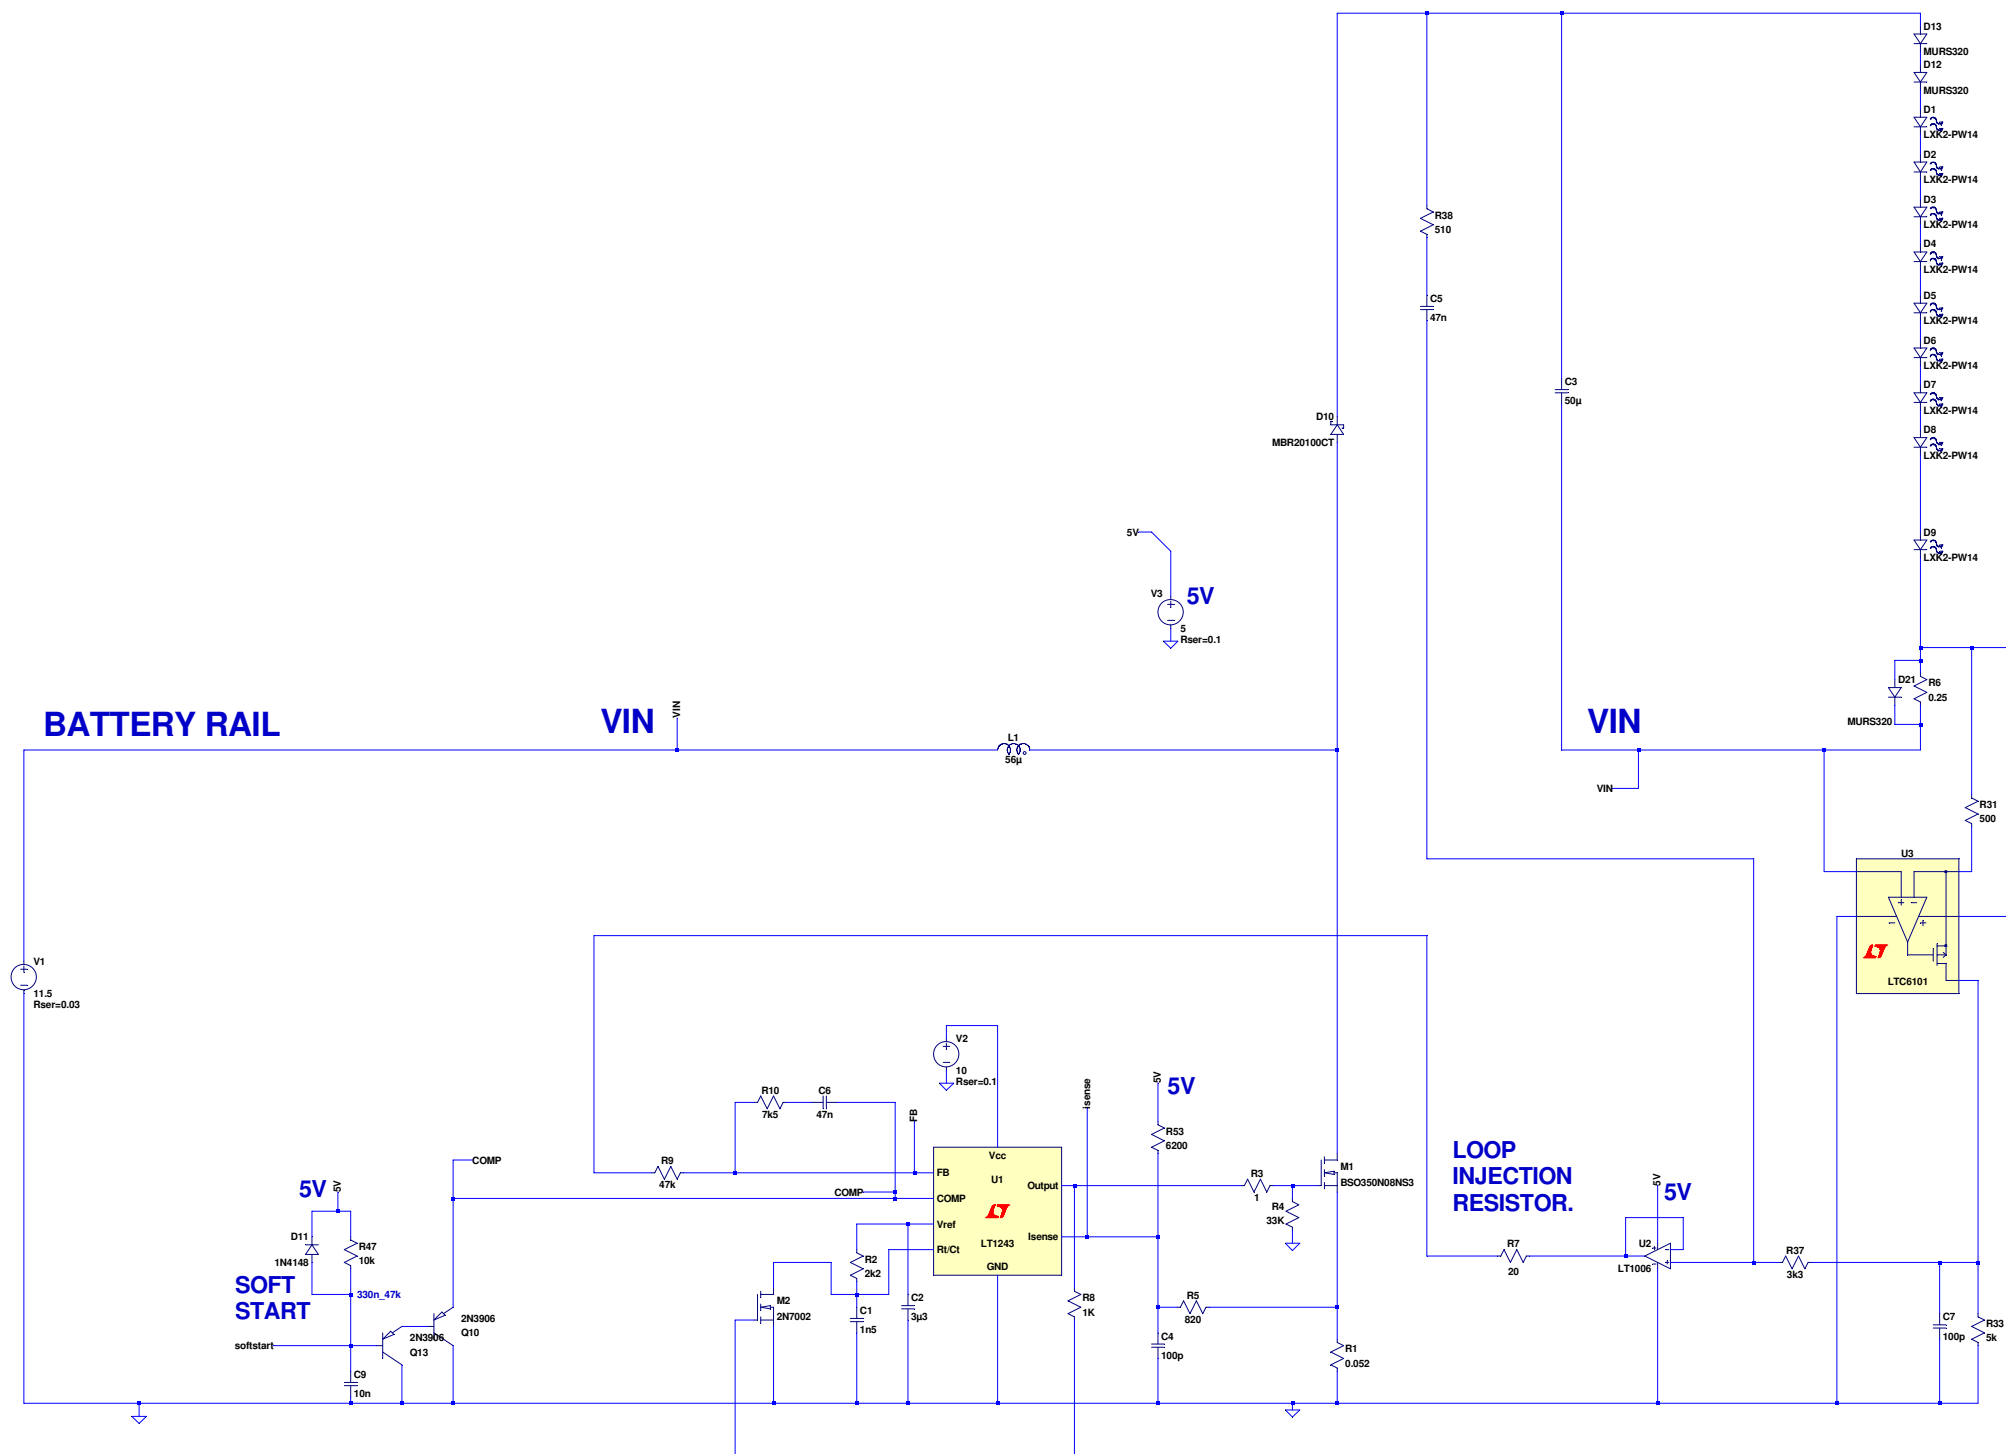 D13
MURS320
D12
MURS320
D1
LXK2-PW14
D2
LXK2-PW14
D3
LXK2-PW14
D4
LXK2-PW14
D5
LXK2-PW14
D6
LXK2-PW14
D7
LXK2-PW14
D8
LXK2-PW14
D9
LXK2-PW14
R38
510
C5
47n
C3
50µ
D10
MBR20100CT
5V
V3
5V
5
Rser=0.1
BATTERY RAIL
VIN
VIN
L1
56µ
VIN
VIN
D21
MURS320
R6
0.25
R31
500
U3
LTC6101
V1
11.5
Rser=0.03
V2
10
Rser=0.1
R10
7k5
C6
47n
FB
R9
47k
COMP
COMP
Vcc
FB
U1
COMP
Output
Vref
LT1243
Isense
Rt/Ct
GND
isense
5V
5V
R53
6200
R3
1
R4
33K
M1
BSO350N08NS3
LOOP
INJECTION
RESISTOR.
5V
5V
U2
LT1006
R7
20
R37
3k3
5V
5V
D11
1N4148
R47
10k
SOFT
START
330n_47k
2N3906
Q10
2N3906
Q13
softstart
C9
10n
M2
2N7002
R2
2k2
C1
1n5
C2
3µ3
R8
1K
R5
820
C4
100p
R1
0.052
C7
100p
R33
5k